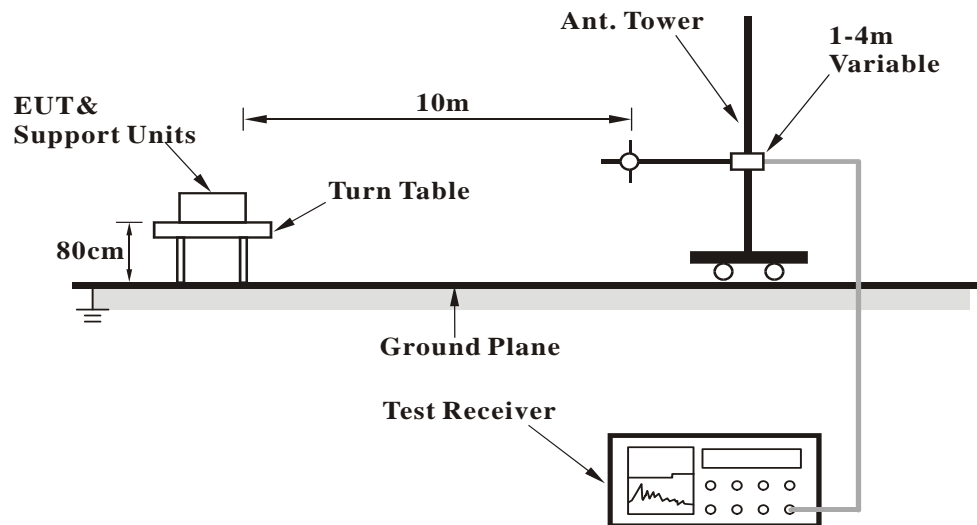 Ant. Tower
1-4m
Variable
10m
EUT&
Support Units
Turn Table
80cm
Ground Plane
Test Receiver